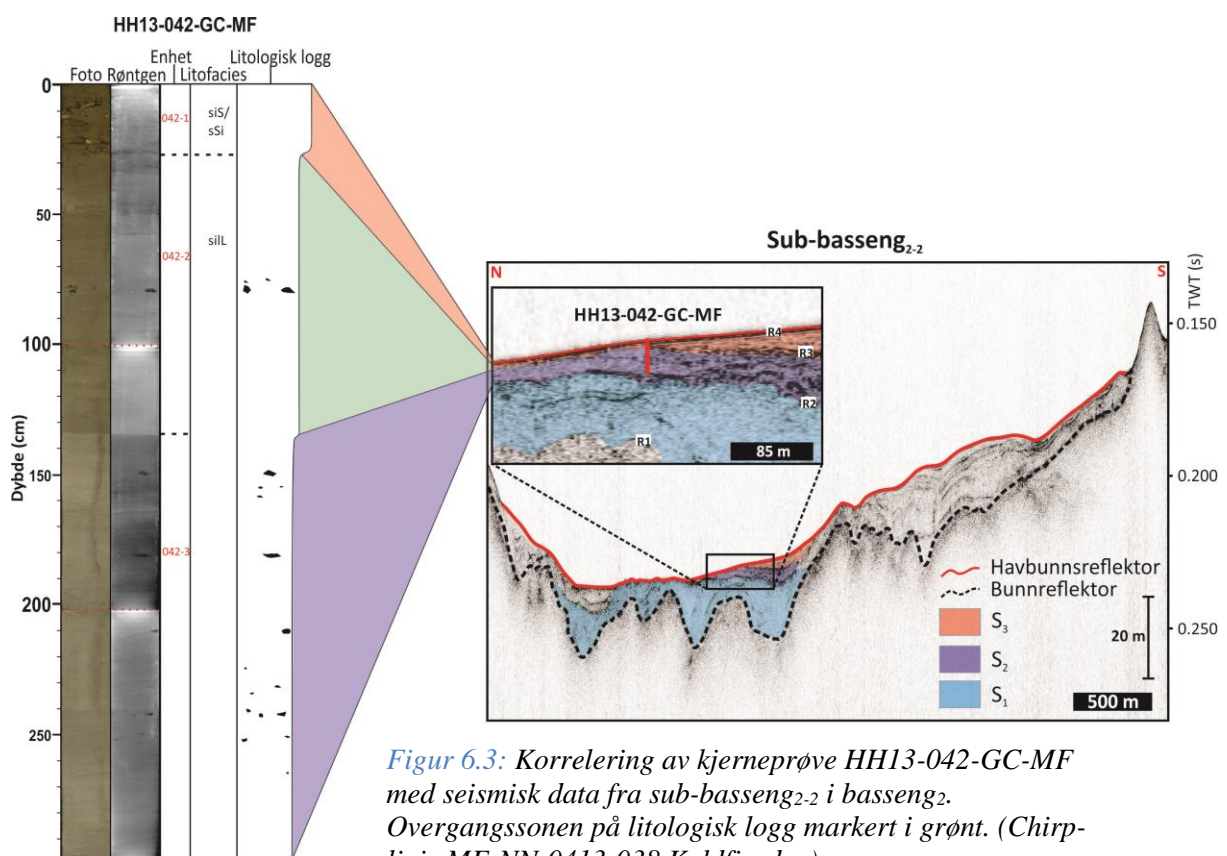 HH13-042-GC-MF
Enhet Litologisk logg
Foto Røntgen Litofacies
0
042-1
siS/
sSi
50
siIL
042-2
100
Dybde (cm)
150
042-3
200
250
Sub-basseng2-2
N
S
TWT (s)
HH13-042-GC-MF
R4
R3
R2
R1
85 m
0.150
0.200
0.250
Havbunnsreflektor
Bunnreflektor
S3
S2
S1
20 m
500 m
Figur 6.3: Korrelering av kjerneprøve HH13-042-GC-MF
med seismisk data fra sub-basseng2-2 i basseng2.
Overgangssonen på litologisk logg markert i grønt. (Chirp-